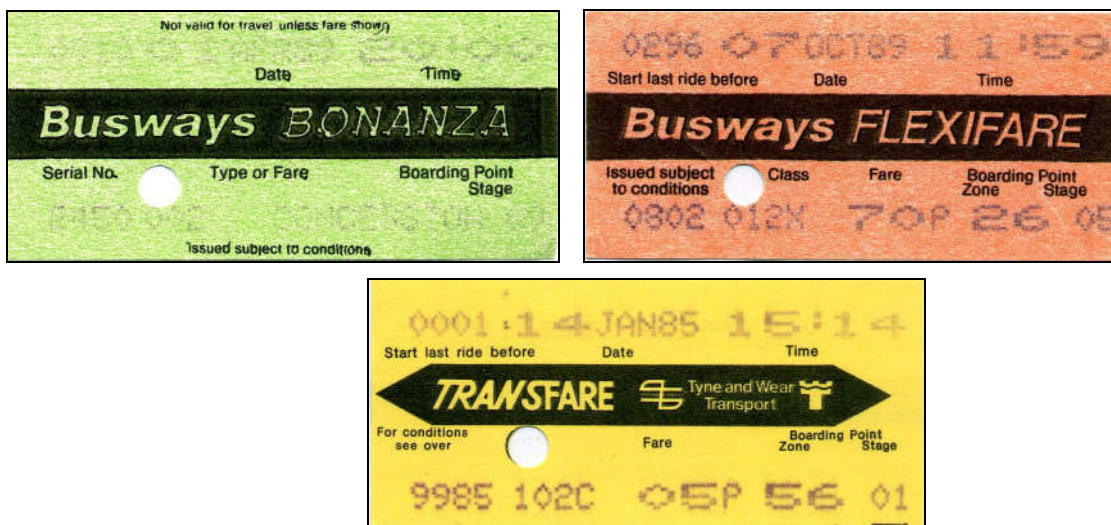 Not valid for travel unless fare shown
Date Time
Busways BONANZA
Serial No. Type or Fare Boarding Point
Stage
Issued subject to conditions
0296 07OCT89 11:59
Start last ride before Date Time
Busways FLEXIFARE
Issued subject Class Fare Boarding Point
to conditions Zone Stage
0802 012X 70P 26 05
0001 14JAN85 15:14
Start last ride before Date Time
TRANSFARE Tyne and Wear
Transport
For conditions Fare Boarding Point
see over Zone Stage
9985 102C 05P 56 01